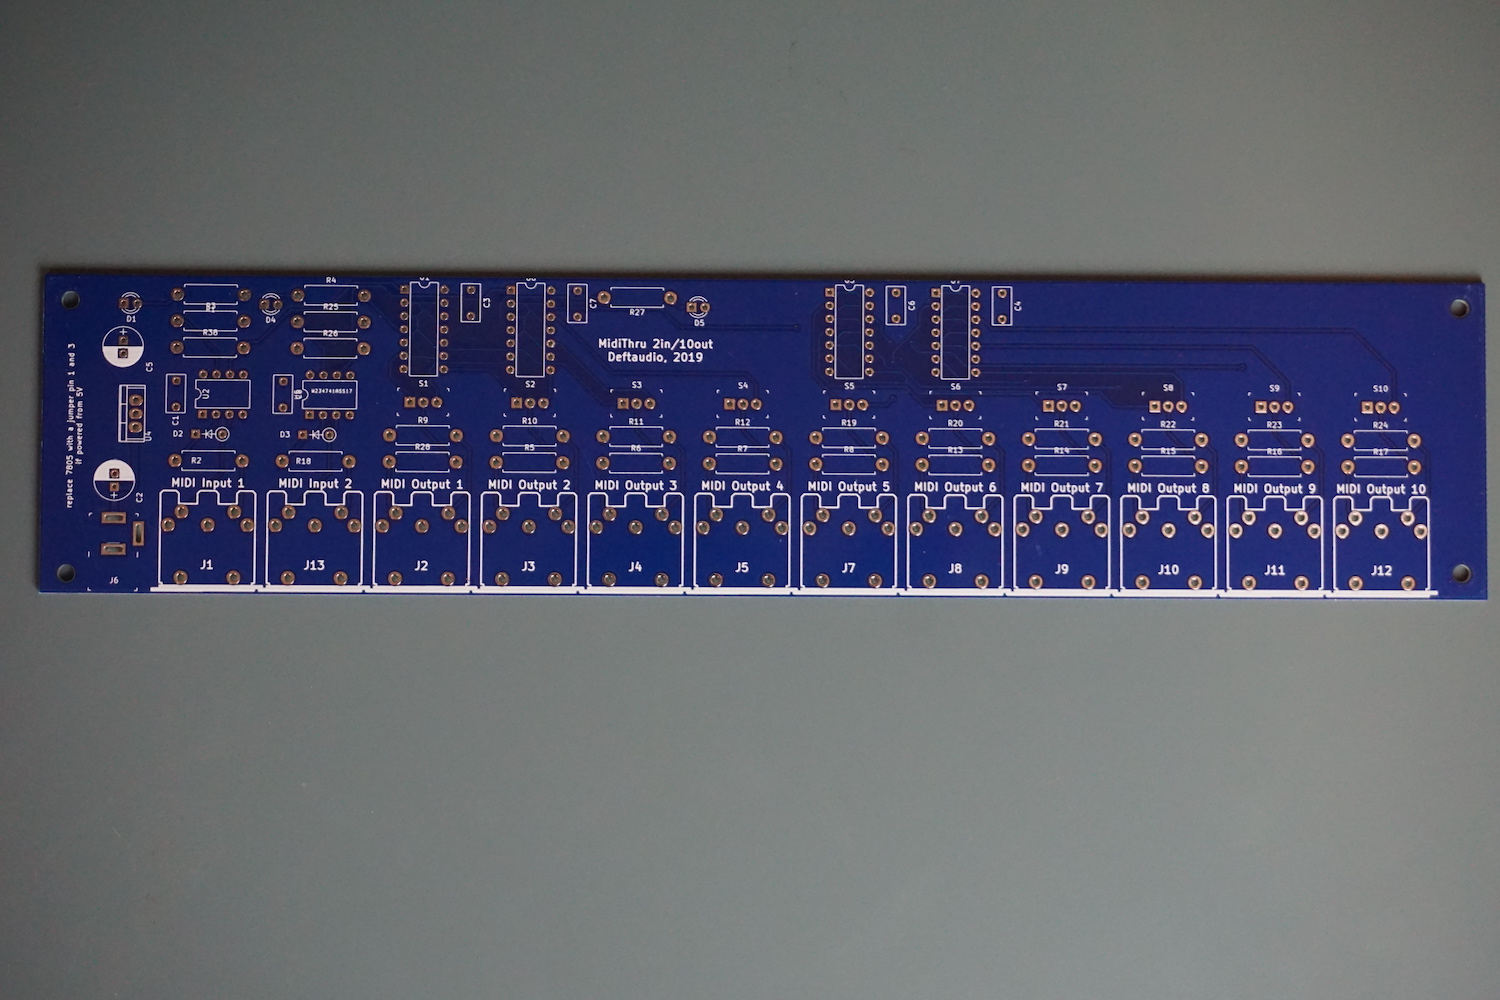 R4
D1
R3
D4
R25
C3
C7
R27
D5
C6
C4
R36
R26
MidiThru 2in/10out
Deftaudio, 2019
C5
replace 7805 with a jumper pin 1 and 3
if powered from 5V
U2
W234741AS517
C1
U4
S1
S2
S3
S4
S5
S6
S7
S8
S9
S10
D2
D3
R9
R10
R11
R12
R19
R20
R21
R22
R23
R24
R2
R18
R28
R5
R6
R7
R8
R13
R14
R15
R16
R17
C2
MIDI Input 1
MIDI Input 2
MIDI Output 1
MIDI Output 2
MIDI Output 3
MIDI Output 4
MIDI Output 5
MIDI Output 6
MIDI Output 7
MIDI Output 8
MIDI Output 9
MIDI Output 10
J6
J1
J13
J2
J3
J4
J5
J7
J8
J9
J10
J11
J12